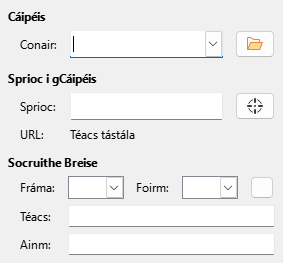 Cáipéis
Conair:
Sprioc i gCáipéis
Sprioc:
URL: Téacs tástála
Socruithe Breise
Fráma: Foirm:
Téacs:
Ainm: